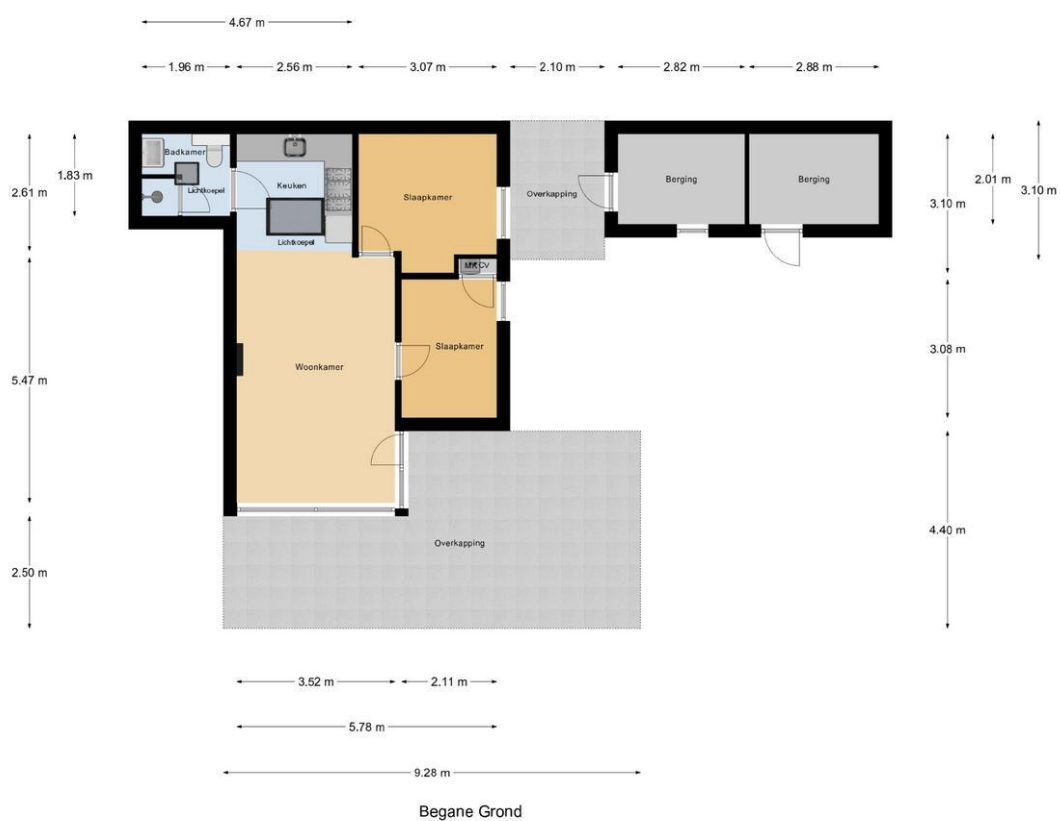 4.67 m
1.96 m
2.56 m
3.07 m
2.10 m
2.82 m
2.88 m
2.61 m
1.83 m
Badkamer
Lichtkoepel
Keuken
Lichtkoepel
Slaapkamer
Overkapping
Berging
Berging
3.10 m
2.01 m
3.10 m
MK CV
Slaapkamer
Woonkamer
5.47 m
3.08 m
Overkapping
4.40 m
2.50 m
3.52 m
2.11 m
5.78 m
9.28 m
Begane Grond